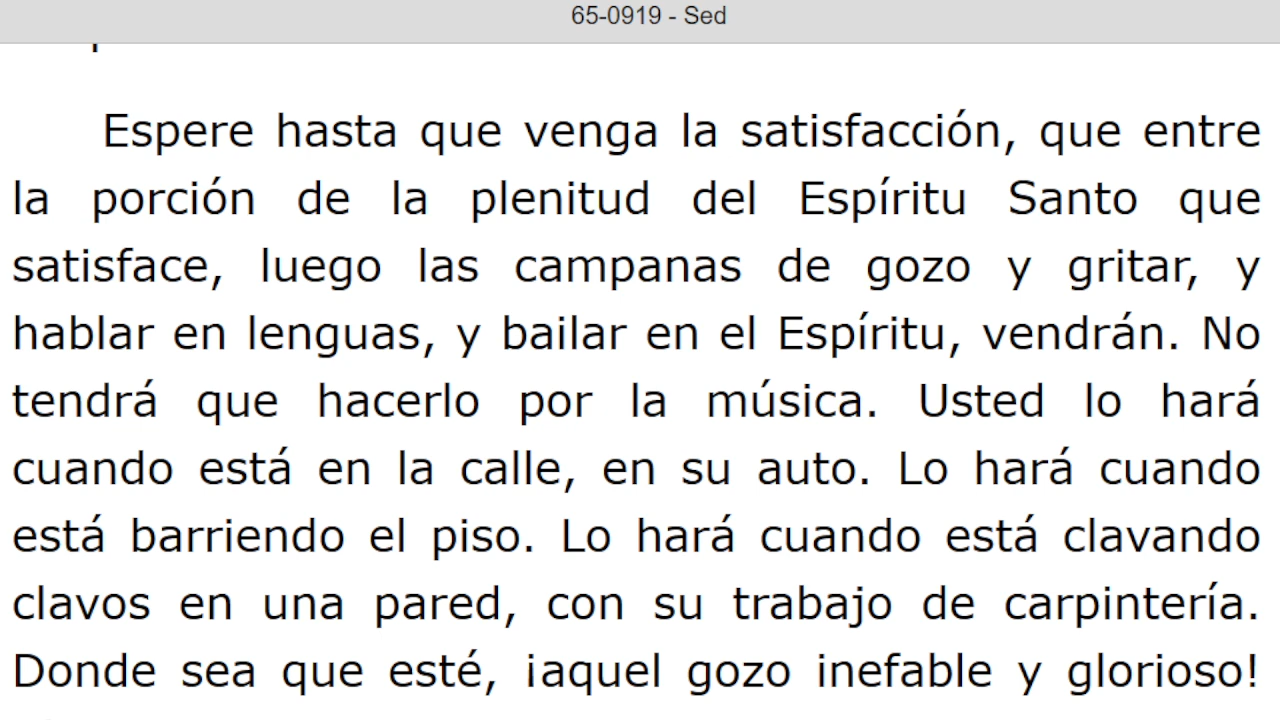 65-0919 - Sed
Espere hasta que venga la satisfacción, que entre
la porción de la plenitud del Espíritu Santo que
satisface, luego las campanas de gozo y gritar, y
hablar en lenguas, y bailar en el Espíritu, vendrán. No
tendrá que hacerlo por la música. Usted lo hará
cuando está en la calle, en su auto. Lo hará cuando
está barriendo el piso. Lo hará cuando está clavando
clavos en una pared, con su trabajo de carpintería.
Donde sea que esté, ¡aquel gozo inefable y glorioso!